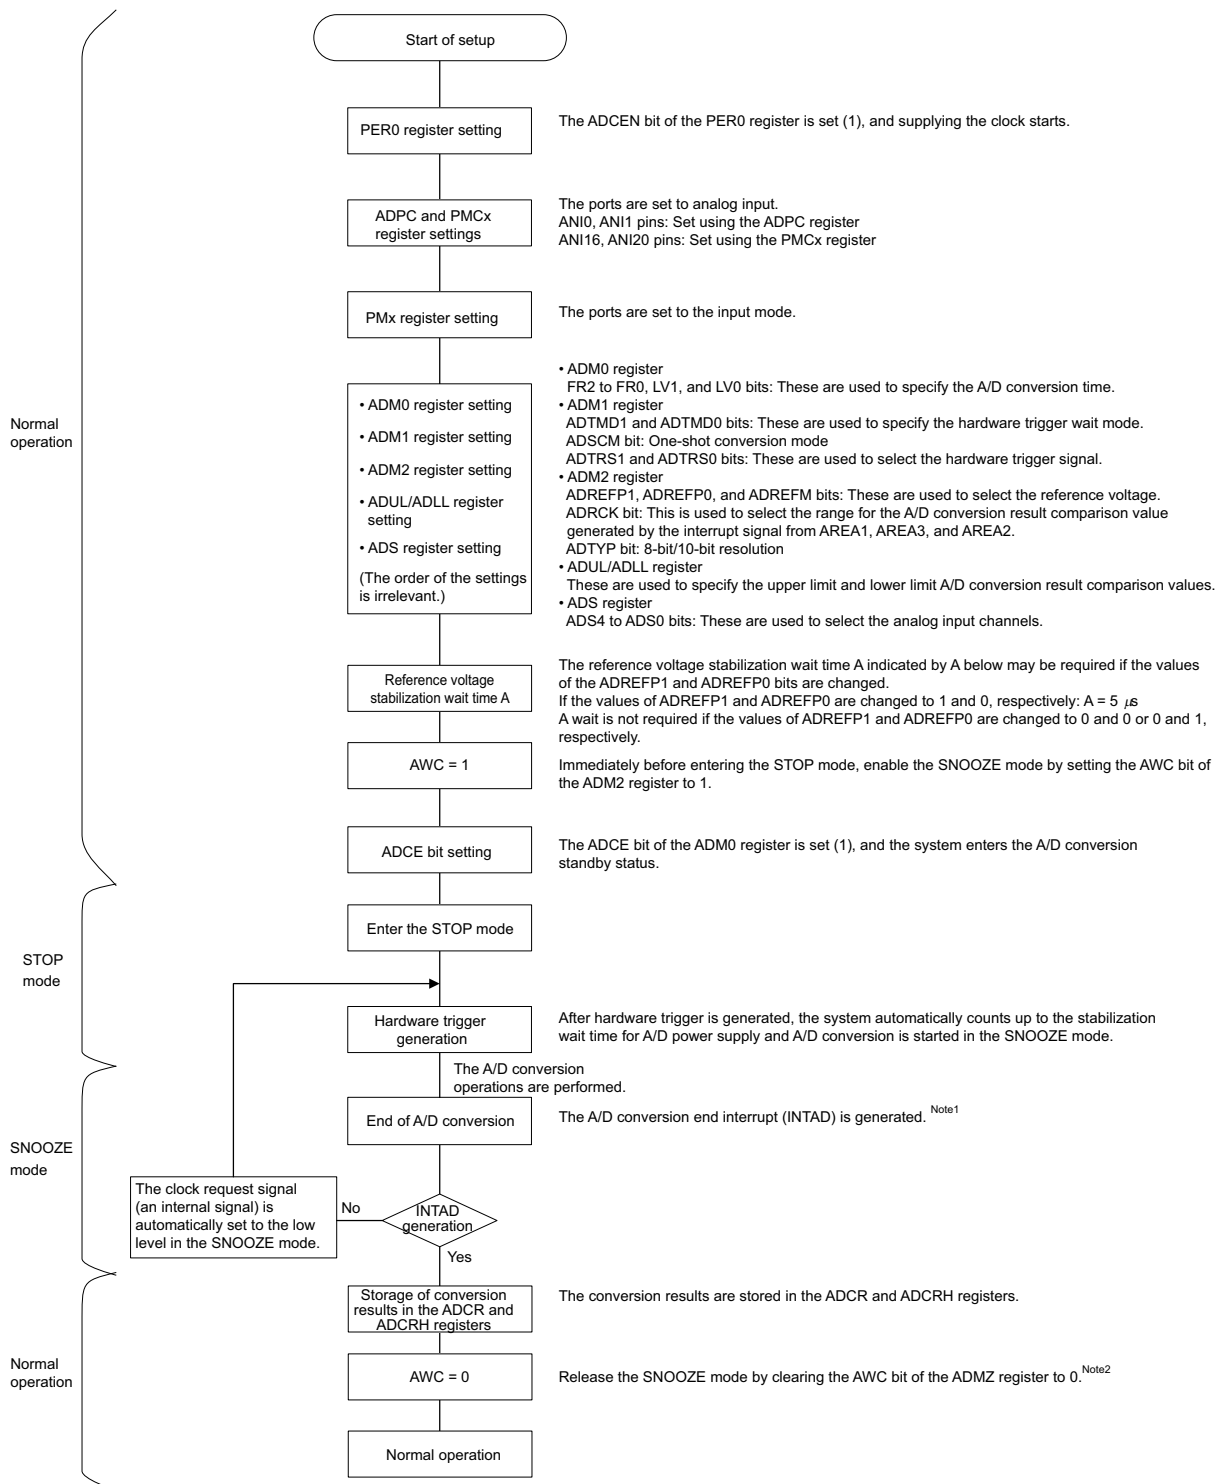 Start of setup
PER0 register setting
The ADCEN bit of the PER0 register is set (1), and supplying the clock starts.
ADPC and PMCx
register settings
The ports are set to analog input.
ANI0, ANI1 pins: Set using the ADPC register
ANI16, ANI20 pins: Set using the PMCx register
PMx register setting
The ports are set to the input mode.
Normal
operation
• ADM0 register setting
• ADM1 register setting
• ADM2 register setting
• ADUL/ADLL register
setting
• ADS register setting
(The order of the settings
is irrelevant.)
• ADM0 register
FR2 to FR0, LV1, and LV0 bits: These are used to specify the A/D conversion time.
• ADM1 register
ADTMD1 and ADTMD0 bits: These are used to specify the hardware trigger wait mode.
ADSCM bit: One-shot conversion mode
ADTRS1 and ADTRS0 bits: These are used to select the hardware trigger signal.
• ADM2 register
ADREFP1, ADREFP0, and ADREFM bits: These are used to select the reference voltage.
ADRCK bit: This is used to select the range for the A/D conversion result comparison value
generated by the interrupt signal from AREA1, AREA3, and AREA2.
ADTYP bit: 8-bit/10-bit resolution
• ADUL/ADLL register
These are used to specify the upper limit and lower limit A/D conversion result comparison values.
• ADS register
ADS4 to ADS0 bits: These are used to select the analog input channels.
Reference voltage
stabilization wait time A
The reference voltage stabilization wait time A indicated by A below may be required if the values
of the ADREFP1 and ADREFP0 bits are changed.
If the values of ADREFP1 and ADREFP0 are changed to 1 and 0, respectively: A = 5 μs
A wait is not required if the values of ADREFP1 and ADREFP0 are changed to 0 and 0 or 0 and 1,
respectively.
AWC = 1
Immediately before entering the STOP mode, enable the SNOOZE mode by setting the AWC bit of
the ADM2 register to 1.
ADCE bit setting
The ADCE bit of the ADM0 register is set (1), and the system enters the A/D conversion
standby status.
Enter the STOP mode
STOP
mode
Hardware trigger
generation
After hardware trigger is generated, the system automatically counts up to the stabilization
wait time for A/D power supply and A/D conversion is started in the SNOOZE mode.
The A/D conversion
operations are performed.
End of A/D conversion
The A/D conversion end interrupt (INTAD) is generated. Note1
SNOOZE
mode
The clock request signal
(an internal signal) is
automatically set to the low
level in the SNOOZE mode.
No
INTAD
generation
Yes
Storage of conversion
results in the ADCR and
ADCRH registers
The conversion results are stored in the ADCR and ADCRH registers.
Normal
operation
AWC = 0
Release the SNOOZE mode by clearing the AWC bit of the ADMZ register to 0.Note2
Normal operation